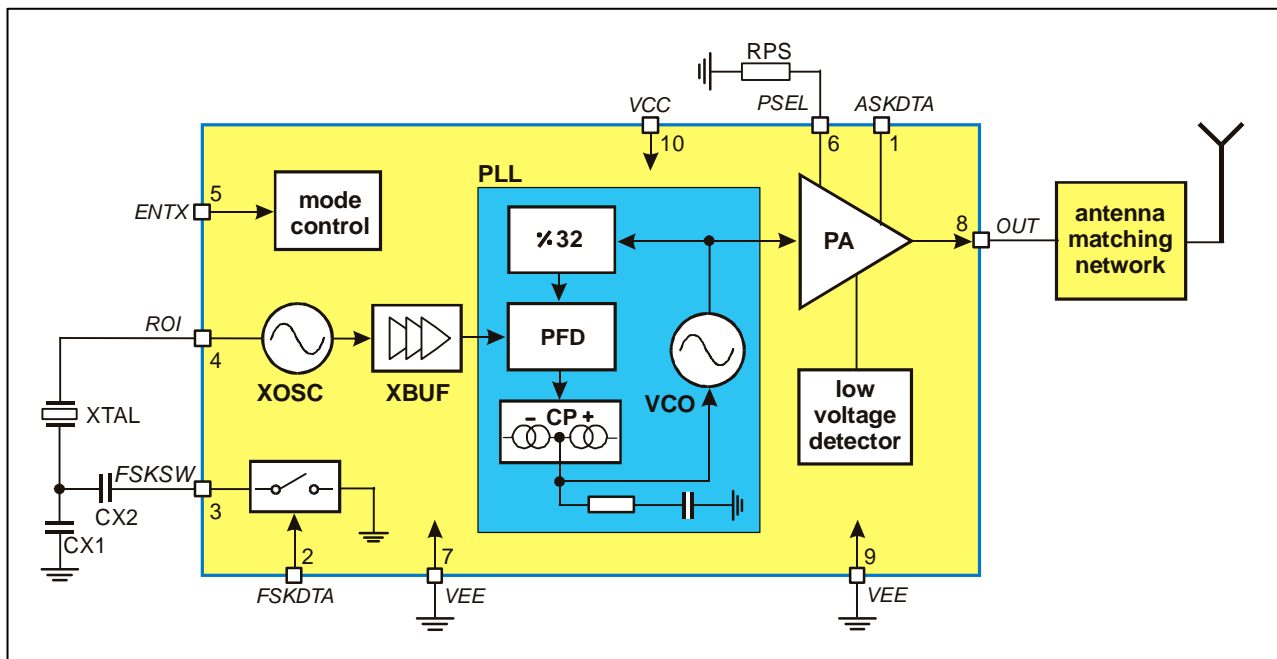 RPS
VCC
PSEL
ASKDTA
10
6
1
PLL
5
ENTX
mode
control
٪32
PA
8
OUT
antenna
matching
network
ROI
4
XOSC
XBUF
PFD
VCO
low
voltage
detector
XTAL
- CP +
FSKSW
3
CX2
CX1
2
7
9
FSKDTA
VEE
VEE